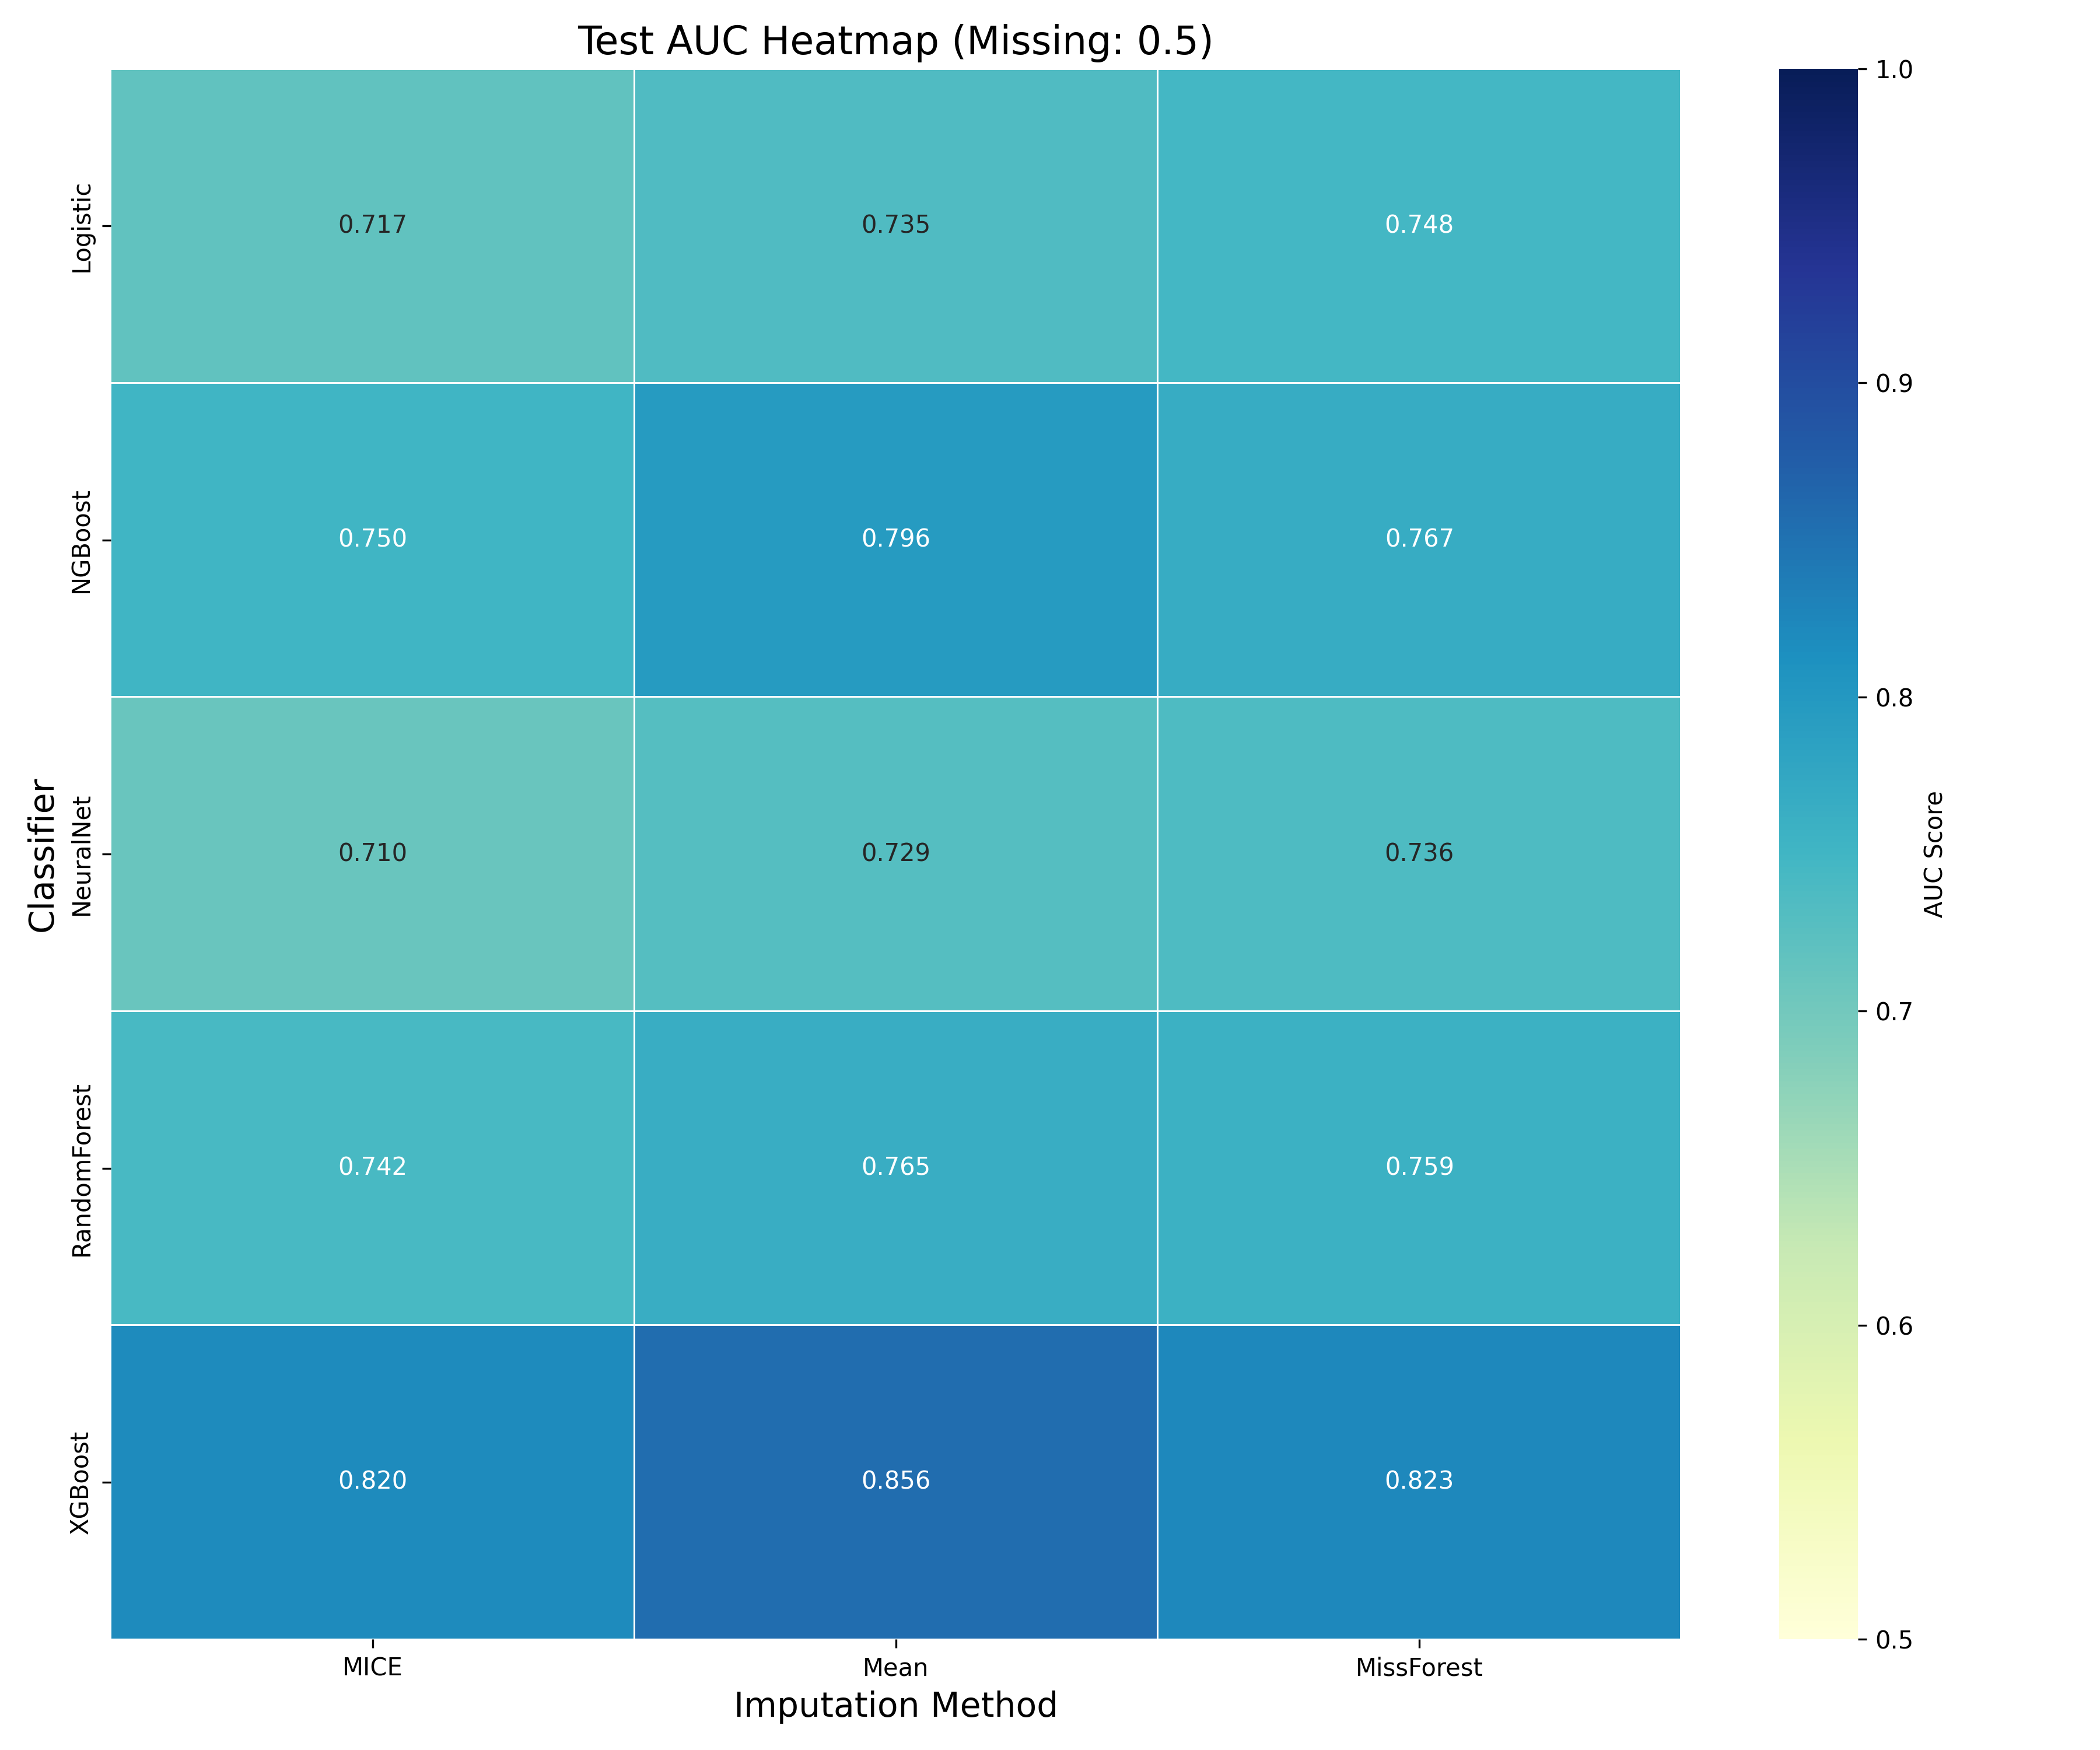 Test AUC Heatmap (Missing: 0.5)
Classifier
Logistic
0.717 0.735 0.748
NGBoost
0.750 0.796 0.767
NeuralNet
0.710 0.729 0.736
RandomForest
0.742 0.765 0.759
XGBoost
0.820 0.856 0.823
MICE Mean MissForest
Imputation Method
1.0
0.9
0.8
0.7
0.6
0.5
AUC Score